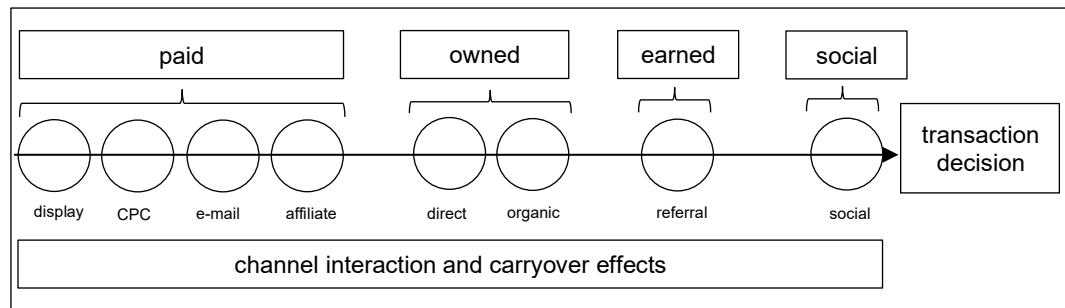 paid
owned
earned
social
transaction
decision
display
CPC
e-mail
affiliate
direct
organic
referral
social
channel interaction and carryover effects